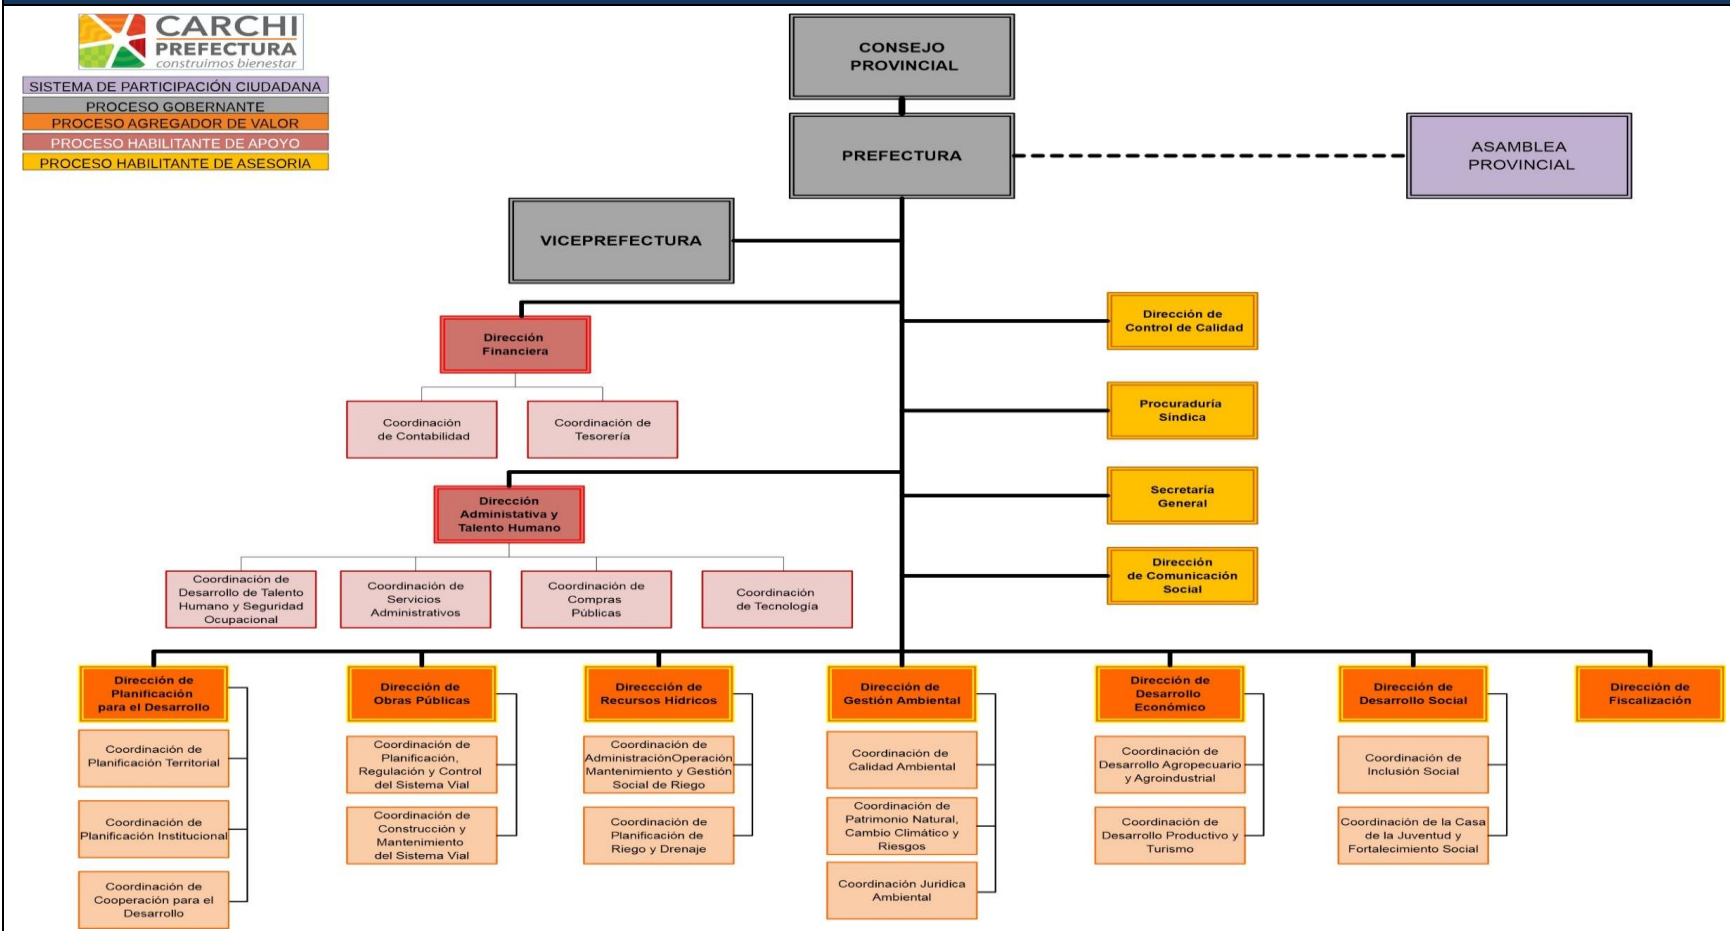 CARCHI
PREFECTURA
construimos bienestar
SISTEMA DE PARTICIPACIÓN CIUDADANA
PROCESO GOBERNANTE
PROCESO AGREGADOR DE VALOR
PROCESO HABILITANTE DE APOYO
PROCESO HABILITANTE DE ASESORIA
CONSEJO
PROVINCIAL
PREFECTURA
ASAMBLEA
PROVINCIAL
VICEPREFECTURA
Dirección
Financiera
Coordinación
de Contabilidad
Coordinación de
Tesorería
Dirección de
Control de Calidad
Procuraduría
Síndica
Secretaría
General
Dirección
de Comunicación
Social
Dirección
Administativa y
Talento Humano
Coordinación de
Desarrollo de Talento
Humano y Seguridad
Ocupacional
Coordinación de
Servicios
Administrativos
Coordinación de
Compras
Públicas
Coordinación
de Tecnología
Dirección de
Planificación
para el Desarrollo
Coordinación de
Planificación Territorial
Coordinación de
Planificación Institucional
Coordinación de
Cooperación para el
Desarrollo
Dirección de
Obras Públicas
Coordinación de
Planificación,
Regulación y Control
del Sistema Vial
Coordinación de
Construcción y
Mantenimiento
del Sistema Vial
Direccción de
Recursos Hídricos
Coordinación de
AdministraciónOperación
Mantenimiento y Gestión
Social de Riego
Coordinación de
Planificación de
Riego y Drenaje
Dirección de
Gestión Ambiental
Coordinación de
Calidad Ambiental
Coordinación de
Patrimonio Natural,
Cambio Climático y
Riesgos
Coordinación Juridica
Ambiental
Dirección de
Desarrollo
Económico
Coordinación de
Desarrollo Agropecuario
y Agroindustrial
Coordinación de
Desarrollo Productivo y
Turismo
Dirección de
Desarrollo Social
Coordinación de
Inclusión Social
Coordinación de la Casa
de la Juventud y
Fortalecimiento Social
Dirección de
Fiscalización